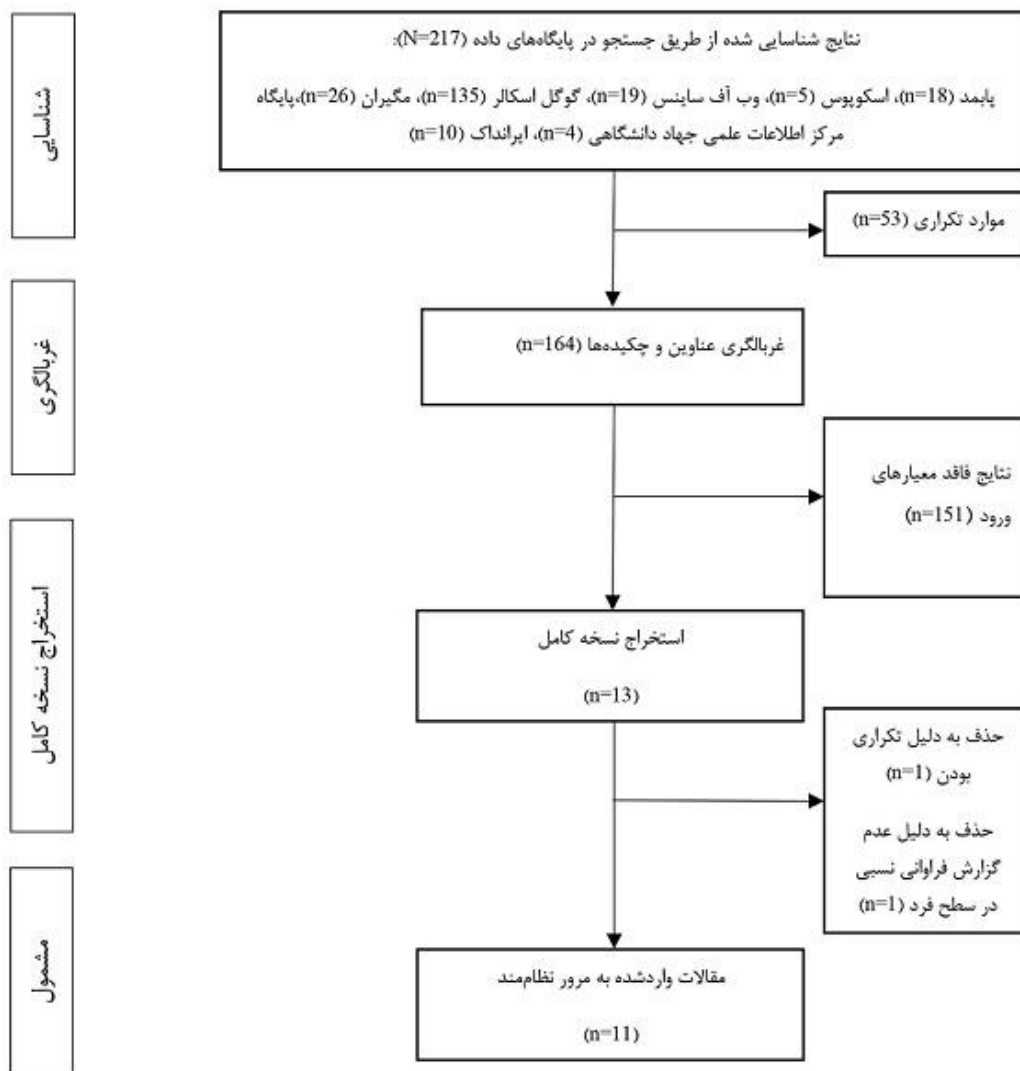 شناسایی
نتایج شناسایی شده از طریق جستجو در پایگاه‌های داده (N=217):
پابمد (n=18)، اسکوپوس (n=5)، وب آف ساینس (n=19)، گوگل اسکالر (n=135)، مگیران (n=26)،پایگاه
مرکز اطلاعات علمی جهاد دانشگاهی (n=4)، ایرانداک (n=10)
موارد تکراری (n=53)
غربالگری
غربالگری عناوین و چکیده‌ها (n=164)
نتایج فاقد معیارهای
ورود (n=151)
استخراج نسخه کامل
استخراج نسخه کامل
(n=13)
حذف به دلیل تکراری
بودن (n=1)
حذف به دلیل عدم
گزارش فراوانی نسبی
در سطح فرد (n=1)
مشمول
مقالات واردشده به مرور نظام‌مند
(n=11)